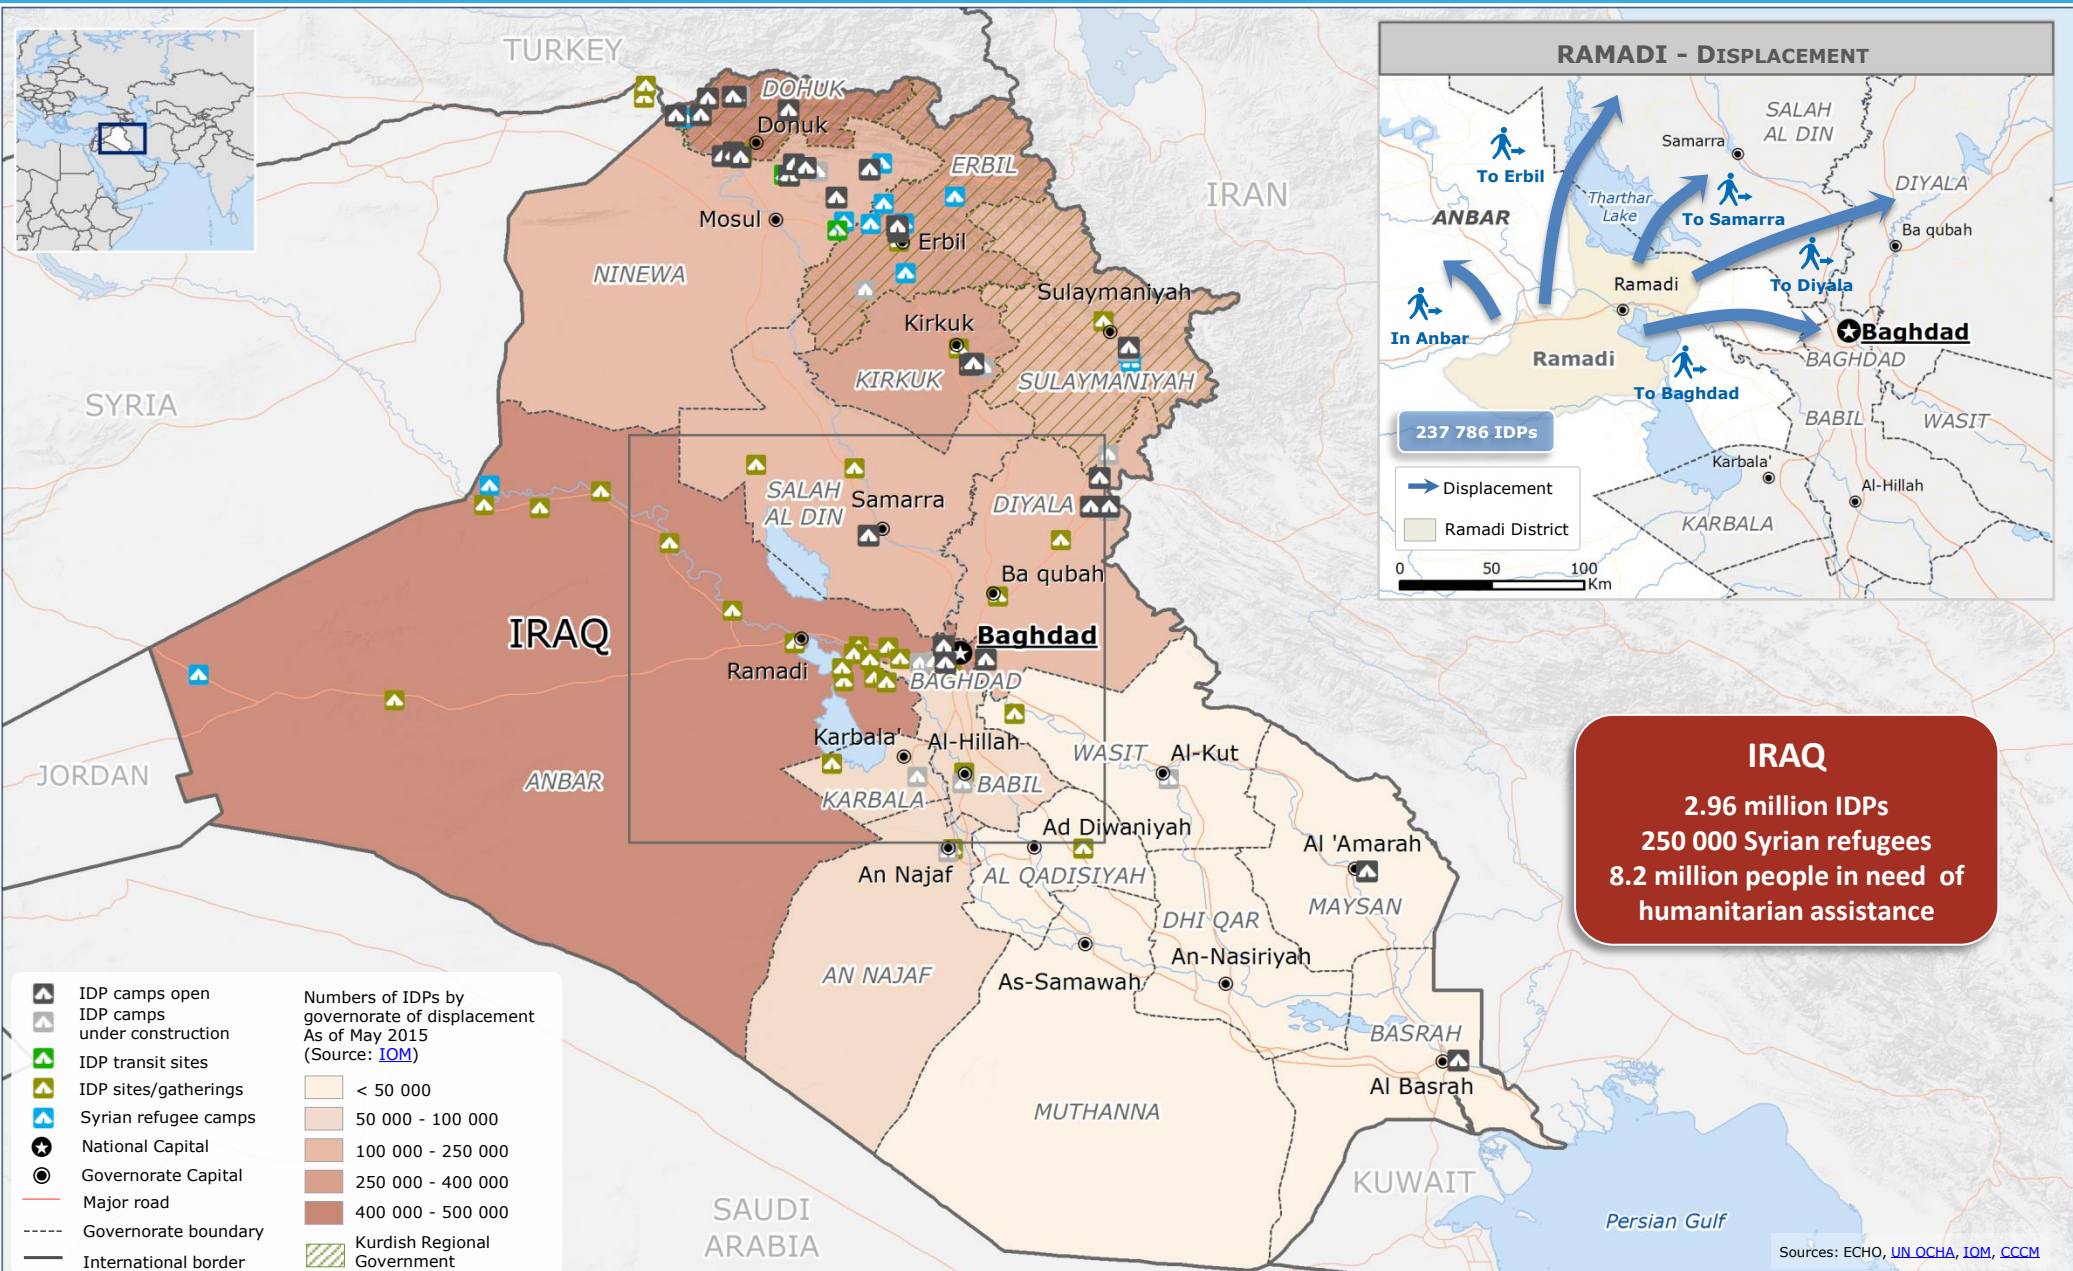 TURKEY
DOHUK
Donuk
ERBIL
IRAN
Mosul
Erbil
NINEWA
Sulaymaniyah
Kirkuk
KIRKUK
SULAYMANIYAH
SYRIA
SALAH
AL DIN
Samarra
DIYALA
Ba qubah
IRAQ
Baghdad
Ramadi
BAGHDAD
Karbala'
Al-Hillah
WASIT
Al-Kut
JORDAN
ANBAR
KARBALA
BABIL
Ad Diwaniyah
Al 'Amarah
An Najaf
AL QADISIYAH
MAYSAN
DHI QAR
An-Nasiriyah
AN NAJAF
As-Samawah
BASRAH
Al Basrah
MUTHANNA
KUWAIT
SAUDI
ARABIA
Persian Gulf
RAMADI - DISPLACEMENT
SALAH
AL DIN
Samarra
To Erbil
DIYALA
Tharthar
Lake
ANBAR
To Samarra
Ba qubah
Ramadi
To Diyala
In Anbar
Baghdad
Ramadi
BAGHDAD
To Baghdad
BABIL
WASIT
237 786 IDPs
Karbala'
Al-Hillah
Displacement
KARBALA
Ramadi District
0 50 100
Km
IRAQ
2.96 million IDPs
250 000 Syrian refugees
8.2 million people in need of
humanitarian assistance
IDP camps open
IDP camps
under construction
IDP transit sites
IDP sites/gatherings
Syrian refugee camps
National Capital
Governorate Capital
Major road
Governorate boundary
International border
Numbers of IDPs by
governorate of displacement
As of May 2015
(Source: IOM)
< 50 000
50 000 - 100 000
100 000 - 250 000
250 000 - 400 000
400 000 - 500 000
Kurdish Regional
Government
Sources: ECHO, UN OCHA, IOM, CCCM